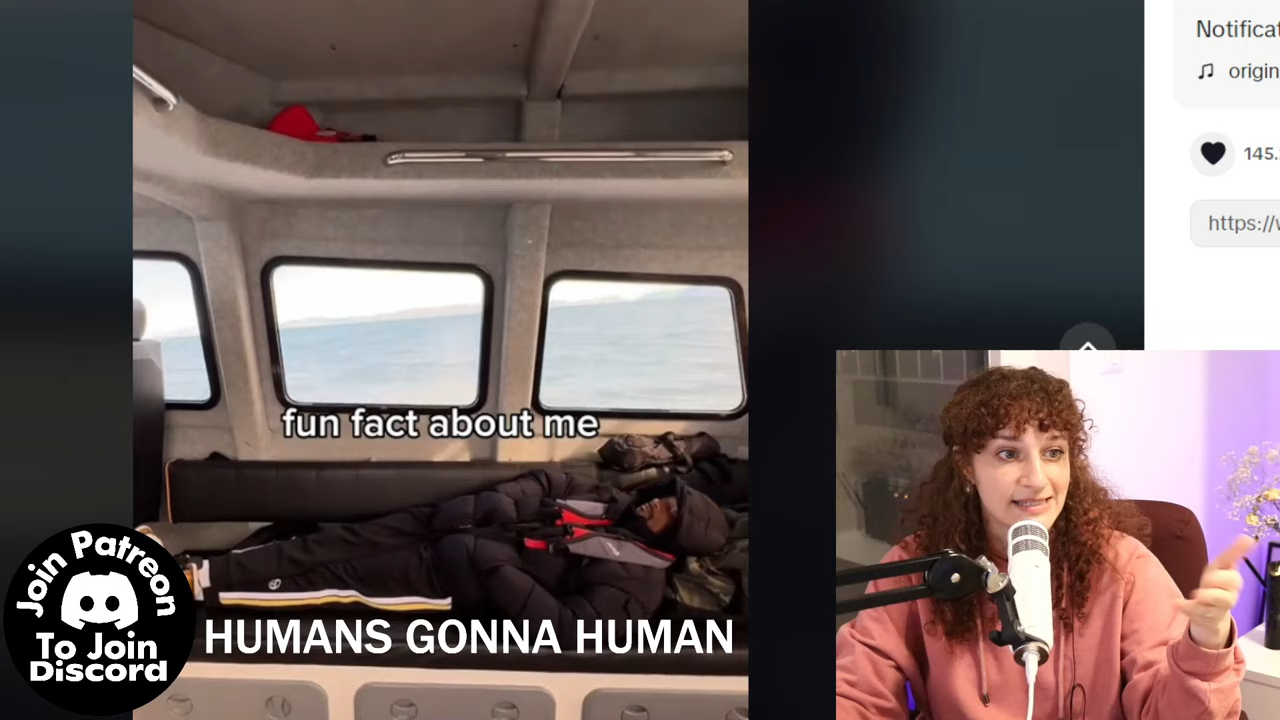 Notificat
origin
145.
https://w
fun fact about me
Join Patreon
To Join
Discord
HUMANS GONNA HUMAN